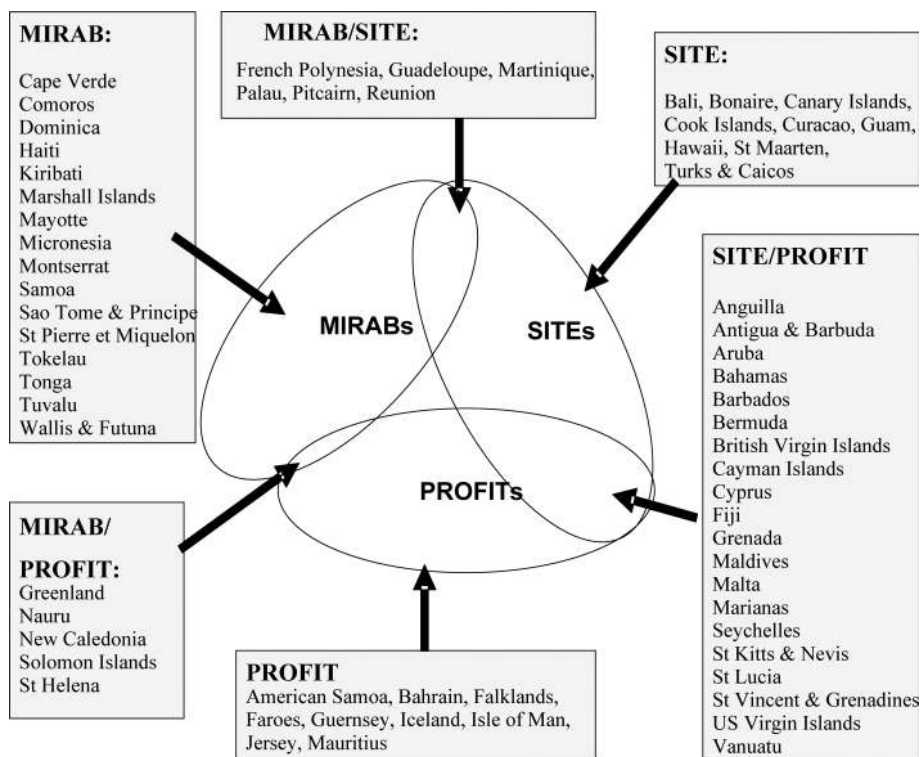 MIRAB:
Cape Verde
Comoros
Dominica
Haiti
Kiribati
Marshall Islands
Mayotte
Micronesia
Montserrat
Samoa
Sao Tome & Principe
St Pierre et Miquelon
Tokelau
Tonga
Tuvalu
Wallis & Futuna
MIRAB/SITE:
French Polynesia, Guadeloupe, Martinique,
Palau, Pitcairn, Reunion
SITE:
Bali, Bonaire, Canary Islands,
Cook Islands, Curacao, Guam,
Hawaii, St Maarten,
Turks & Caicos
MIRABs
SITEs
PROFITs
SITE/PROFIT
Anguilla
Antigua & Barbuda
Aruba
Bahamas
Barbados
Bermuda
British Virgin Islands
Cayman Islands
Cyprus
Fiji
Grenada
Maldives
Malta
Marianas
Seychelles
St Kitts & Nevis
St Lucia
St Vincent & Grenadines
US Virgin Islands
Vanuatu
MIRAB/
PROFIT:
Greenland
Nauru
New Caledonia
Solomon Islands
St Helena
PROFIT
American Samoa, Bahrain, Falklands,
Faroes, Guernsey, Iceland, Isle of Man,
Jersey, Mauritius